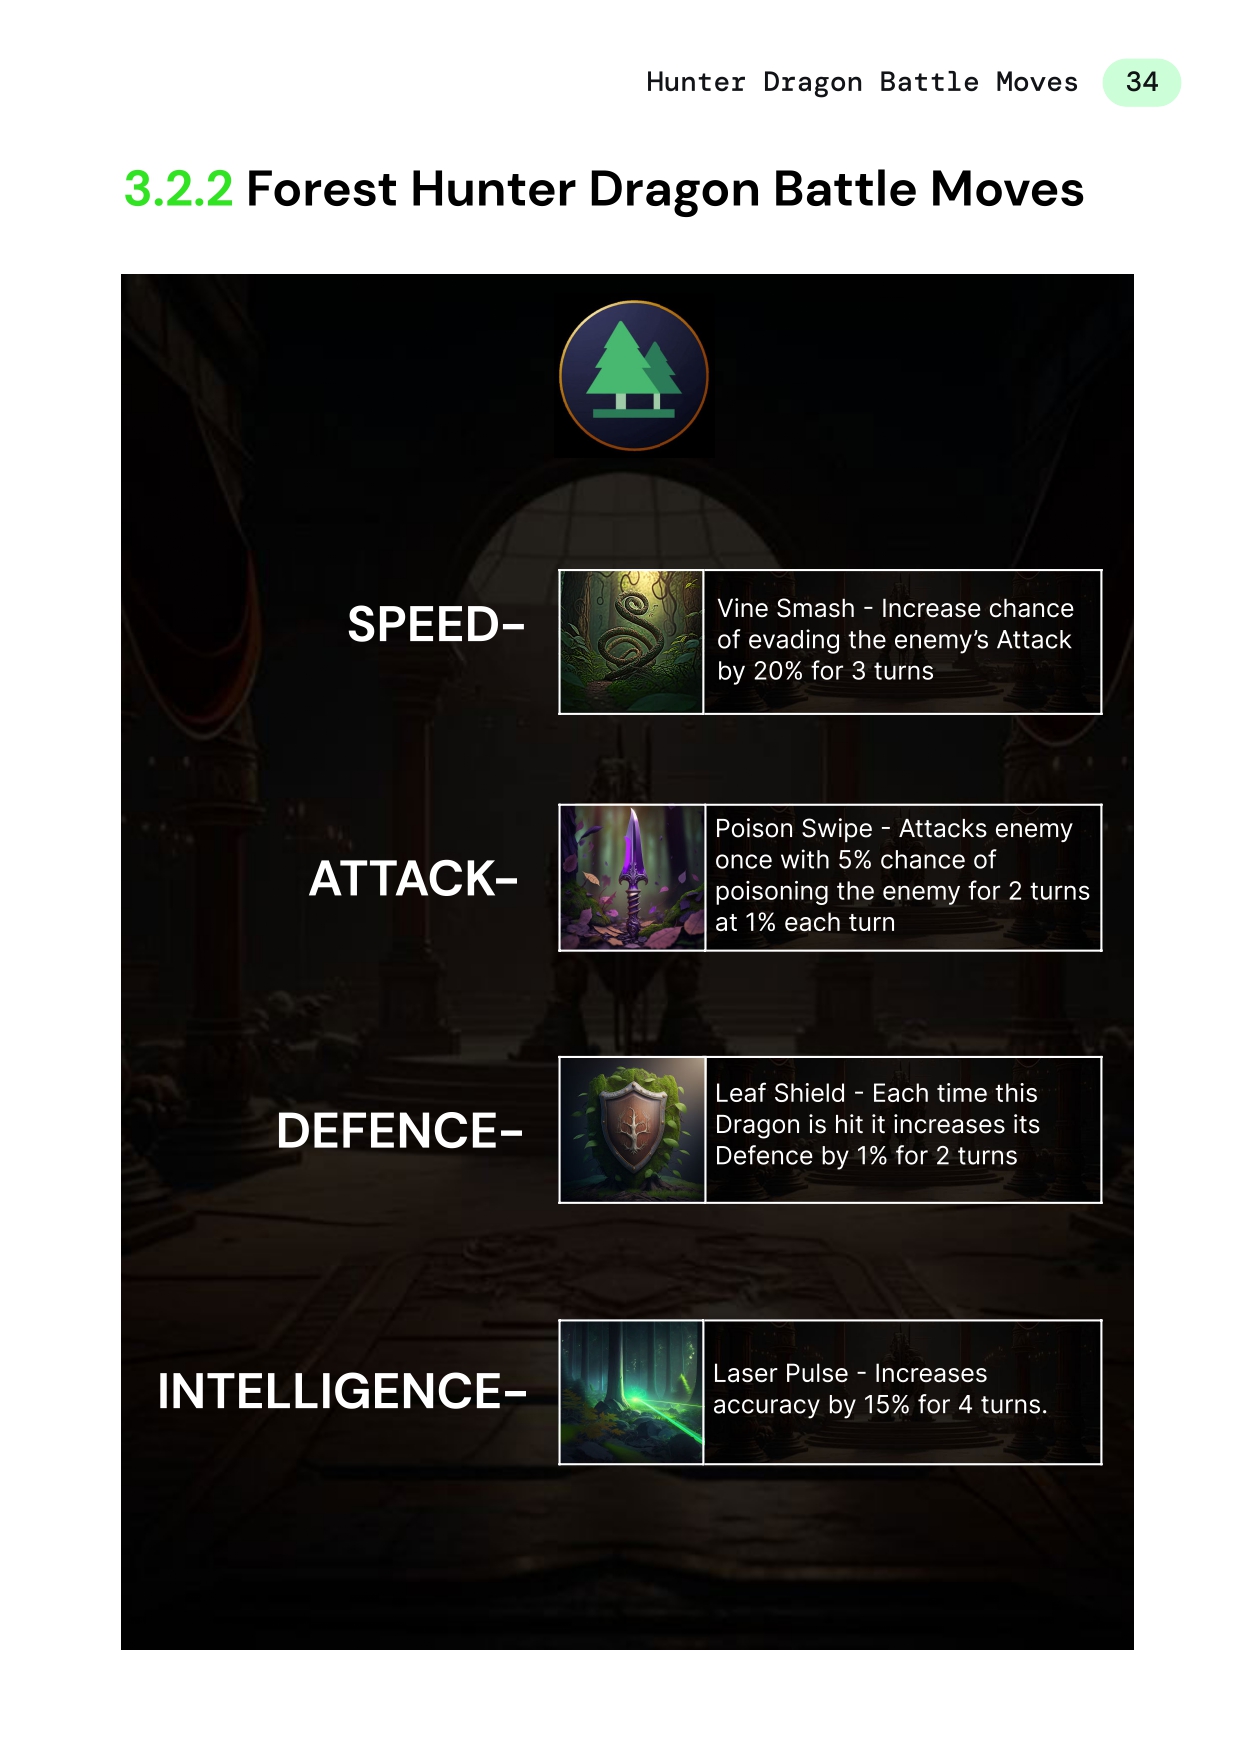 Hunter Dragon Battle Moves 34
3.2.2 Forest Hunter Dragon Battle Moves
SPEED-
Vine Smash - Increase chance
of evading the enemy’s Attack
by 20% for 3 turns
ATTACK-
Poison Swipe - Attacks enemy
once with 5% chance of
poisoning the enemy for 2 turns
at 1% each turn
DEFENCE-
Leaf Shield - Each time this
Dragon is hit it increases its
Defence by 1% for 2 turns
INTELLIGENCE-
Laser Pulse - Increases
accuracy by 15% for 4 turns.